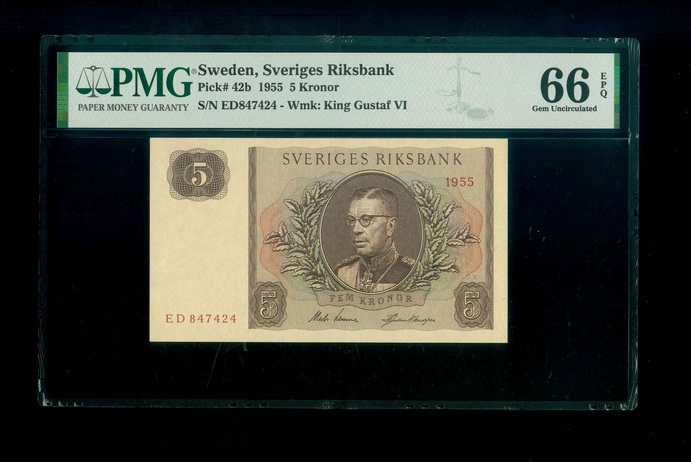 PMG®
PAPER MONEY GUARANTY
Sweden, Sveriges Riksbank
Pick# 42b 1955 5 Kronor
S/N ED847424 - Wmk: King Gustaf VI
66 EPQ
Gem Uncirculated
5
SVERIGES RIKSBANK
1955
FEM KRONOR
5 5
ED 847424